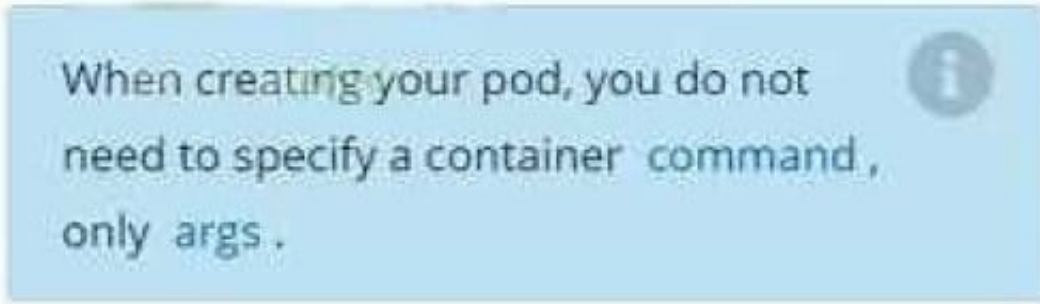 When creating your pod, you do not
need to specify a container command ,
only args .